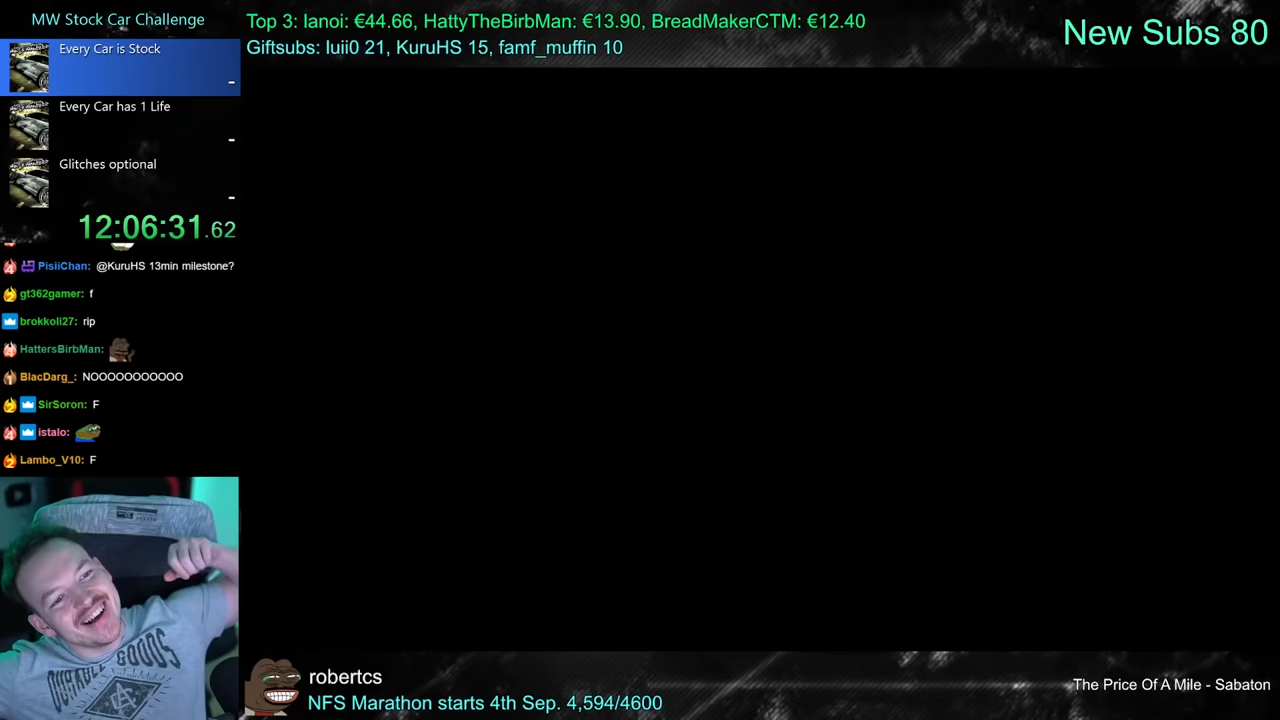 MW Stock Car Challenge
Every Car is Stock
-
Every Car has 1 Life
-
Glitches optional
-
12:06:31.62
PisiiChan: @KuruHS 13min milestone?
gt362gamer: f
brokkoli27: rip
HattersBirbMan:
BlacDarg_: NOOOOOOOOOOO
SirSoron: F
istalo:
Lambo_V10: F
Top 3: lanoi: €44.66, HattyTheBirbMan: €13.90, BreadMakerCTM: €12.40
Giftsubs: luii0 21, KuruHS 15, famf_muffin 10
New Subs 80
DURABLE GOODS
robertcs
NFS Marathon starts 4th Sep. 4,594/4600
The Price Of A Mile - Sabaton